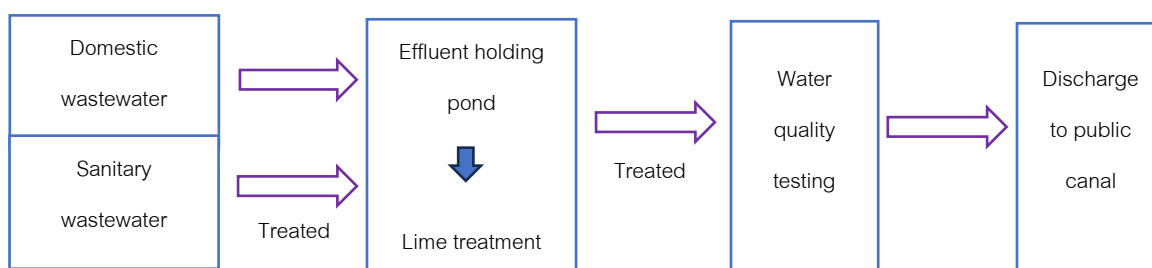 Domestic
wastewater
Sanitary
wastewater
Treated
Effluent holding
pond
Lime treatment
Treated
Water
quality
testing
Discharge
to public
canal